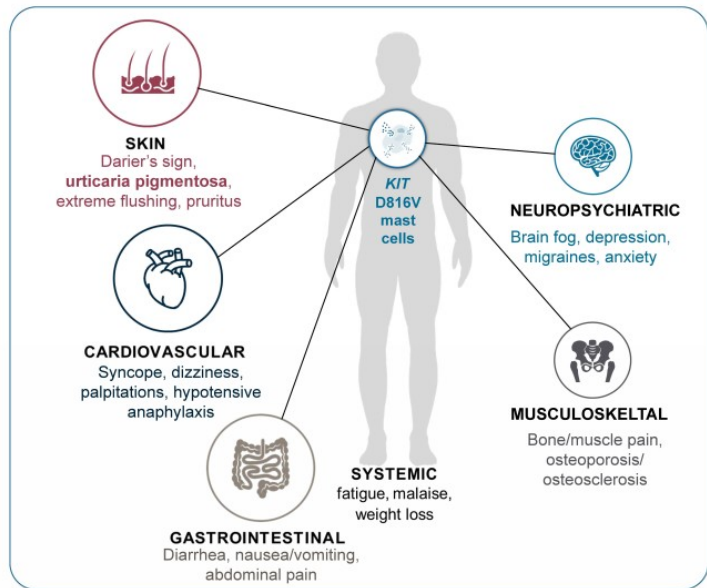 SKIN
Darier's sign,
urticaria pigmentosa,
extreme flushing, pruritus
KIT
D816V
mast
cells
NEUROPSYCHIATRIC
Brain fog, depression,
migraines, anxiety
CARDIOVASCULAR
Syncope, dizziness,
palpitations, hypotensive
anaphylaxis
MUSCULOSKELTAL
Bone/muscle pain,
osteoporosis/
osteosclerosis
SYSTEMIC
fatigue, malaise,
weight loss
GASTROINTESTINAL
Diarrhea, nausea/vomiting,
abdominal pain